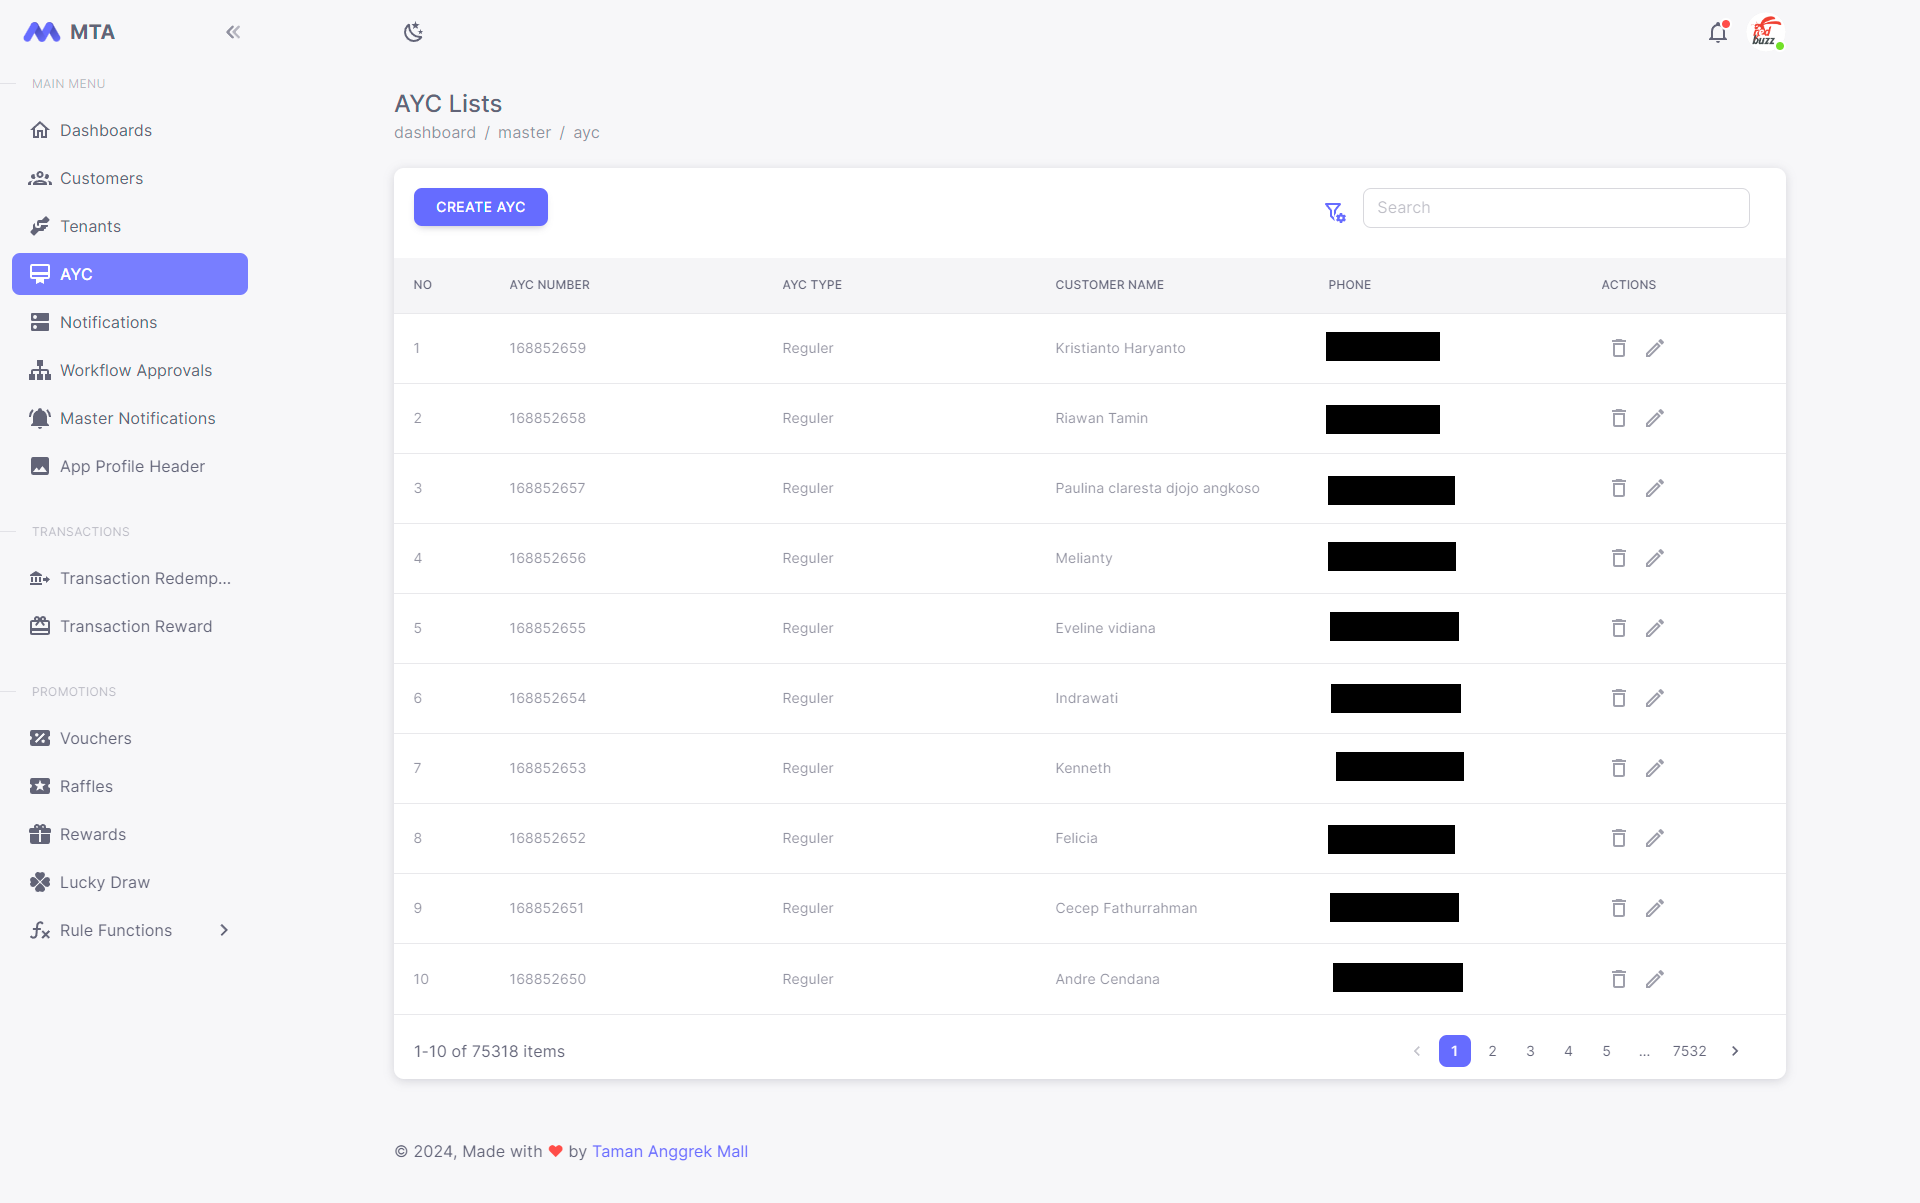 MTA
MAIN MENU
Dashboards
Customers
Tenants
AYC
Notifications
Workflow Approvals
Master Notifications
App Profile Header
TRANSACTIONS
Transaction Redemp...
Transaction Reward
PROMOTIONS
Vouchers
Raffles
Rewards
Lucky Draw
Rule Functions
AYC Lists
dashboard / master / ayc
CREATE AYC
Search
NO AYC NUMBER AYC TYPE CUSTOMER NAME PHONE ACTIONS
1 168852659 Reguler Kristianto Haryanto
2 168852658 Reguler Riawan Tamin
3 168852657 Reguler Paulina claresta djojo angkoso
4 168852656 Reguler Melianty
5 168852655 Reguler Eveline vidiana
6 168852654 Reguler Indrawati
7 168852653 Reguler Kenneth
8 168852652 Reguler Felicia
9 168852651 Reguler Cecep Fathurrahman
10 168852650 Reguler Andre Cendana
1-10 of 75318 items
1 2 3 4 5 ... 7532
© 2024, Made with ❤ by Taman Anggrek Mall